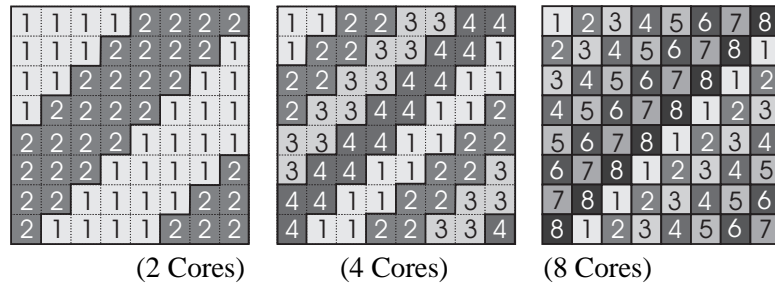 1 1 1 1 2 2 2 2
1 1 1 2 2 2 2 1
1 1 2 2 2 2 1 1
1 2 2 2 2 1 1 1
2 2 2 2 1 1 1 1
2 2 2 1 1 1 1 2
2 2 1 1 1 1 2 2
2 1 1 1 1 2 2 2
(2 Cores)
1 1 2 2 3 3 4 4
1 2 2 3 3 4 4 1
2 2 3 3 4 4 1 1
2 3 3 4 4 1 1 2
3 3 4 4 1 1 2 2
3 4 4 1 1 2 2 3
4 4 1 1 2 2 3 3
4 1 1 2 2 3 3 4
(4 Cores)
1 2 3 4 5 6 7 8
2 3 4 5 6 7 8 1
3 4 5 6 7 8 1 2
4 5 6 7 8 1 2 3
5 6 7 8 1 2 3 4
6 7 8 1 2 3 4 5
7 8 1 2 3 4 5 6
8 1 2 3 4 5 6 7
(8 Cores)